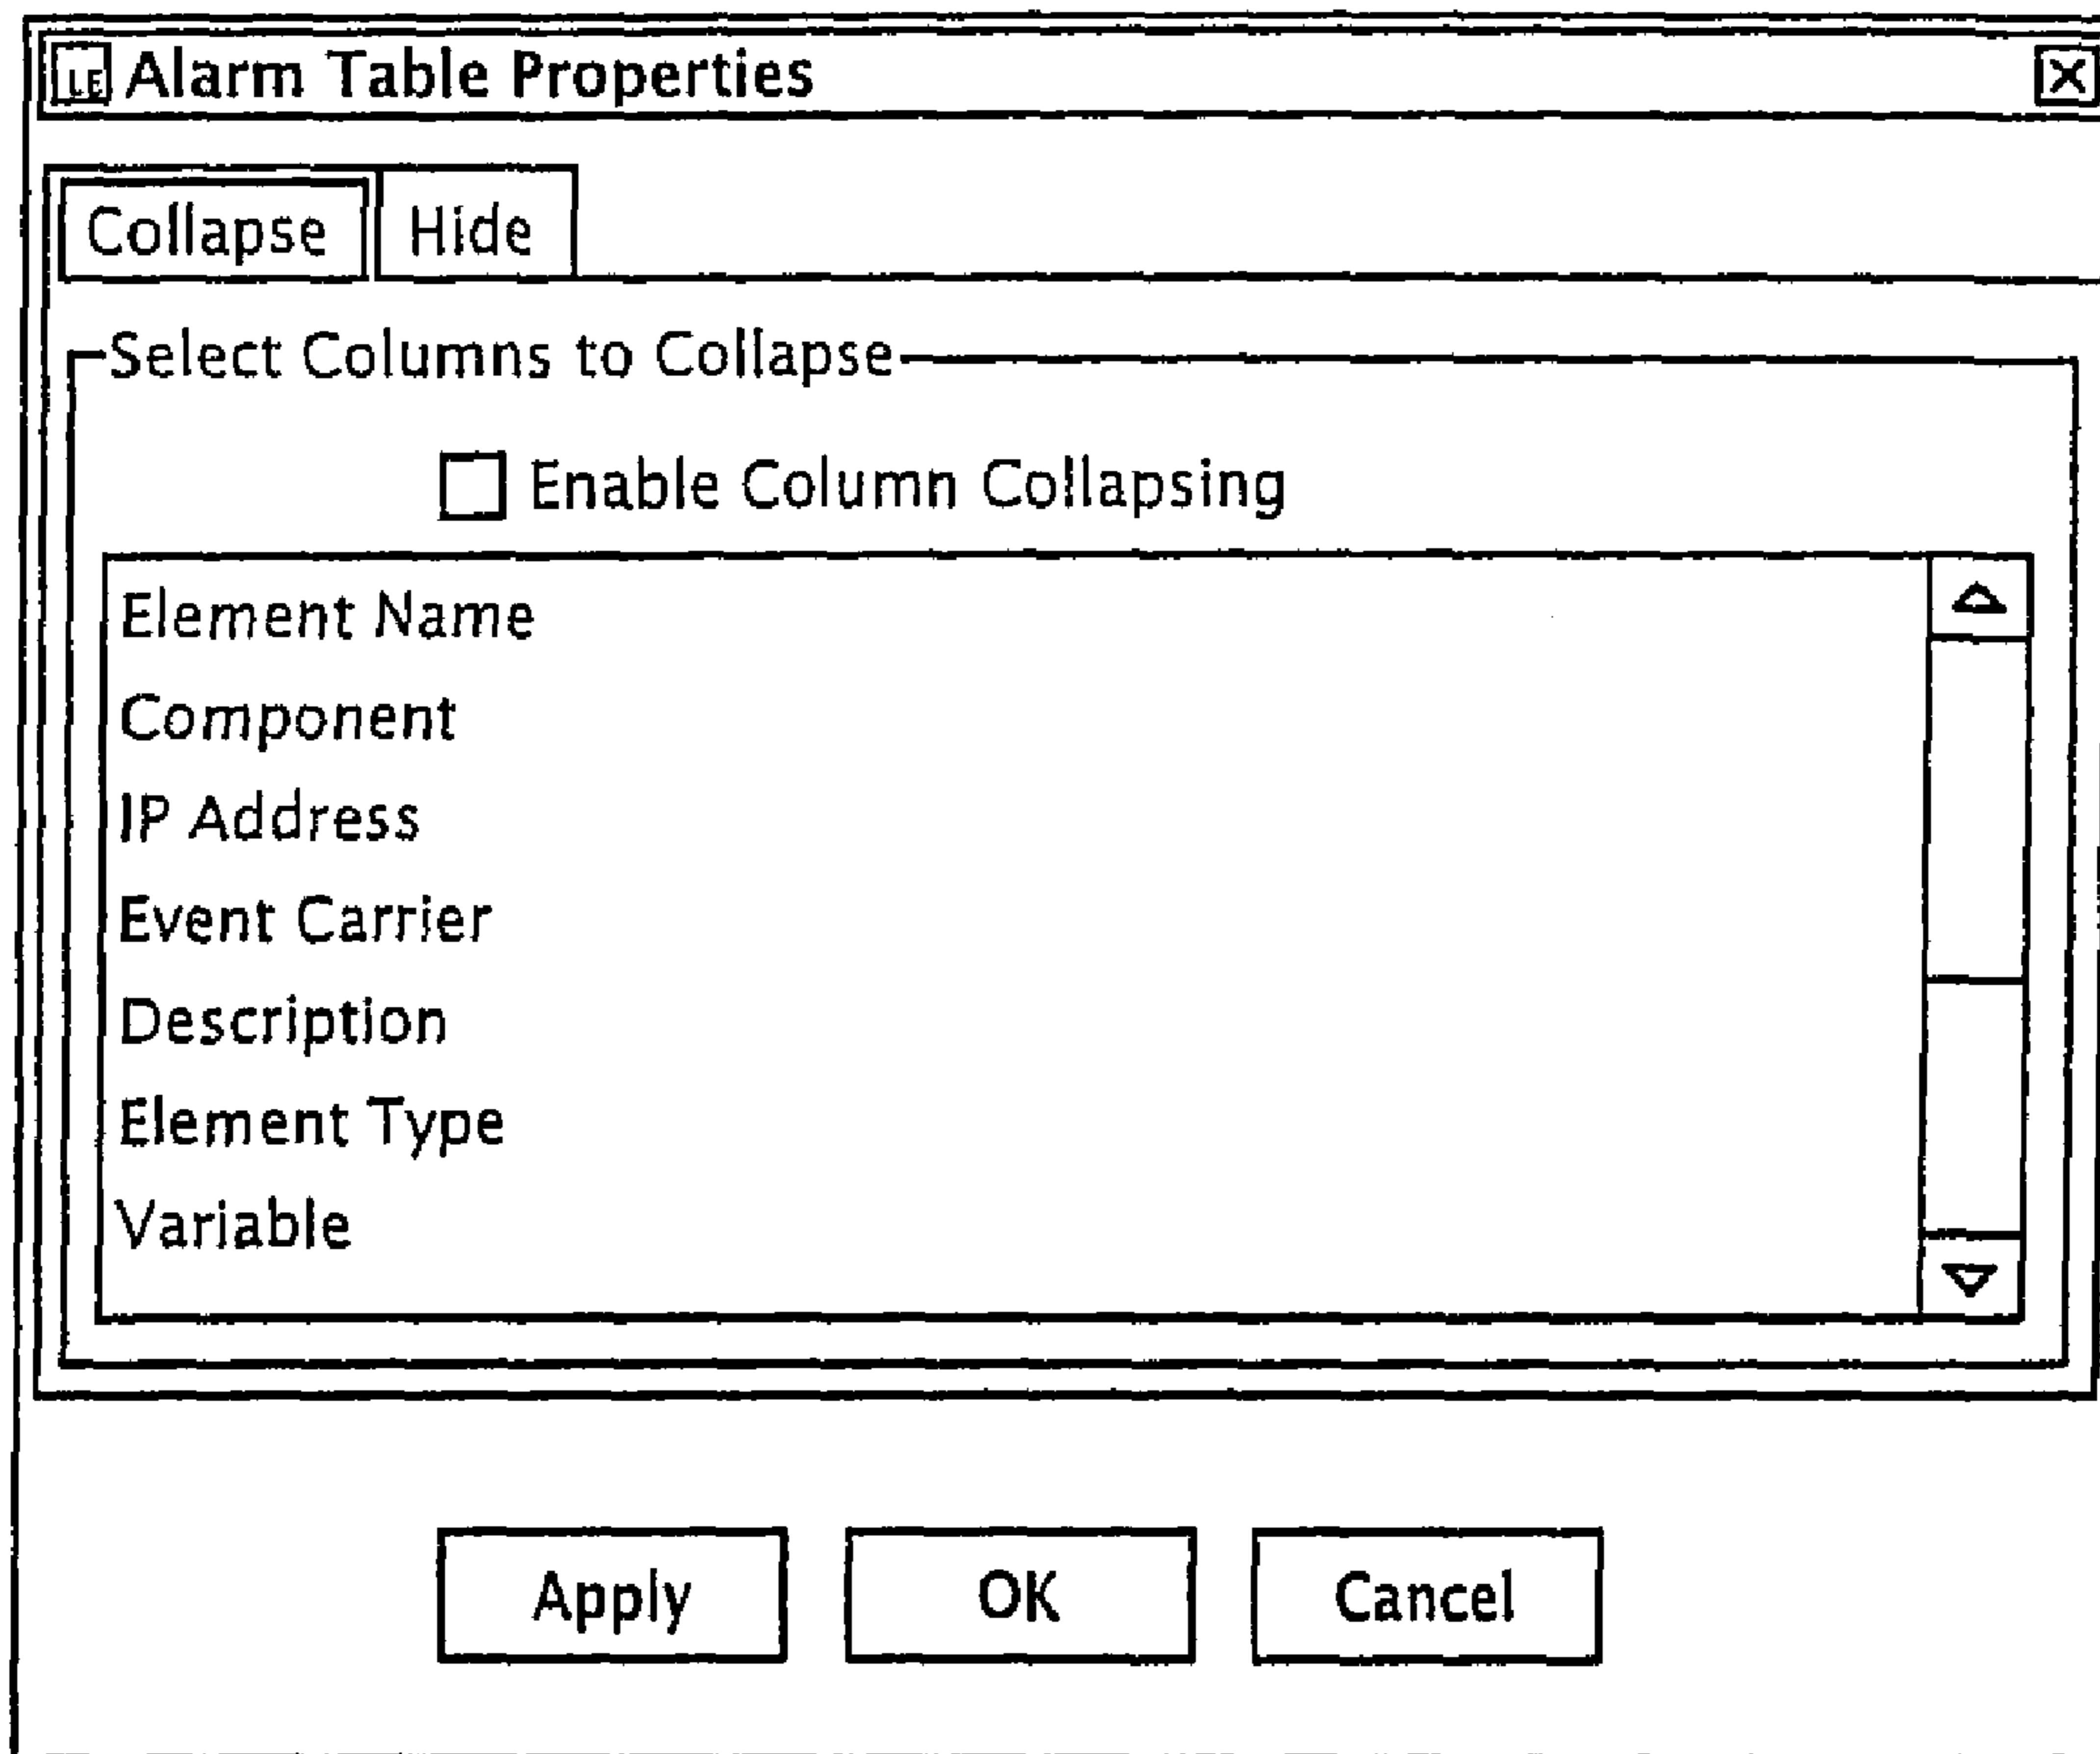 LE Alarm Table Properties X
Collapse Hide
Select Columns to Collapse
Enable Column Collapsing
Element Name
Component
IP Address
Event Carrier
Description
Element Type
Variable
Apply OK Cancel